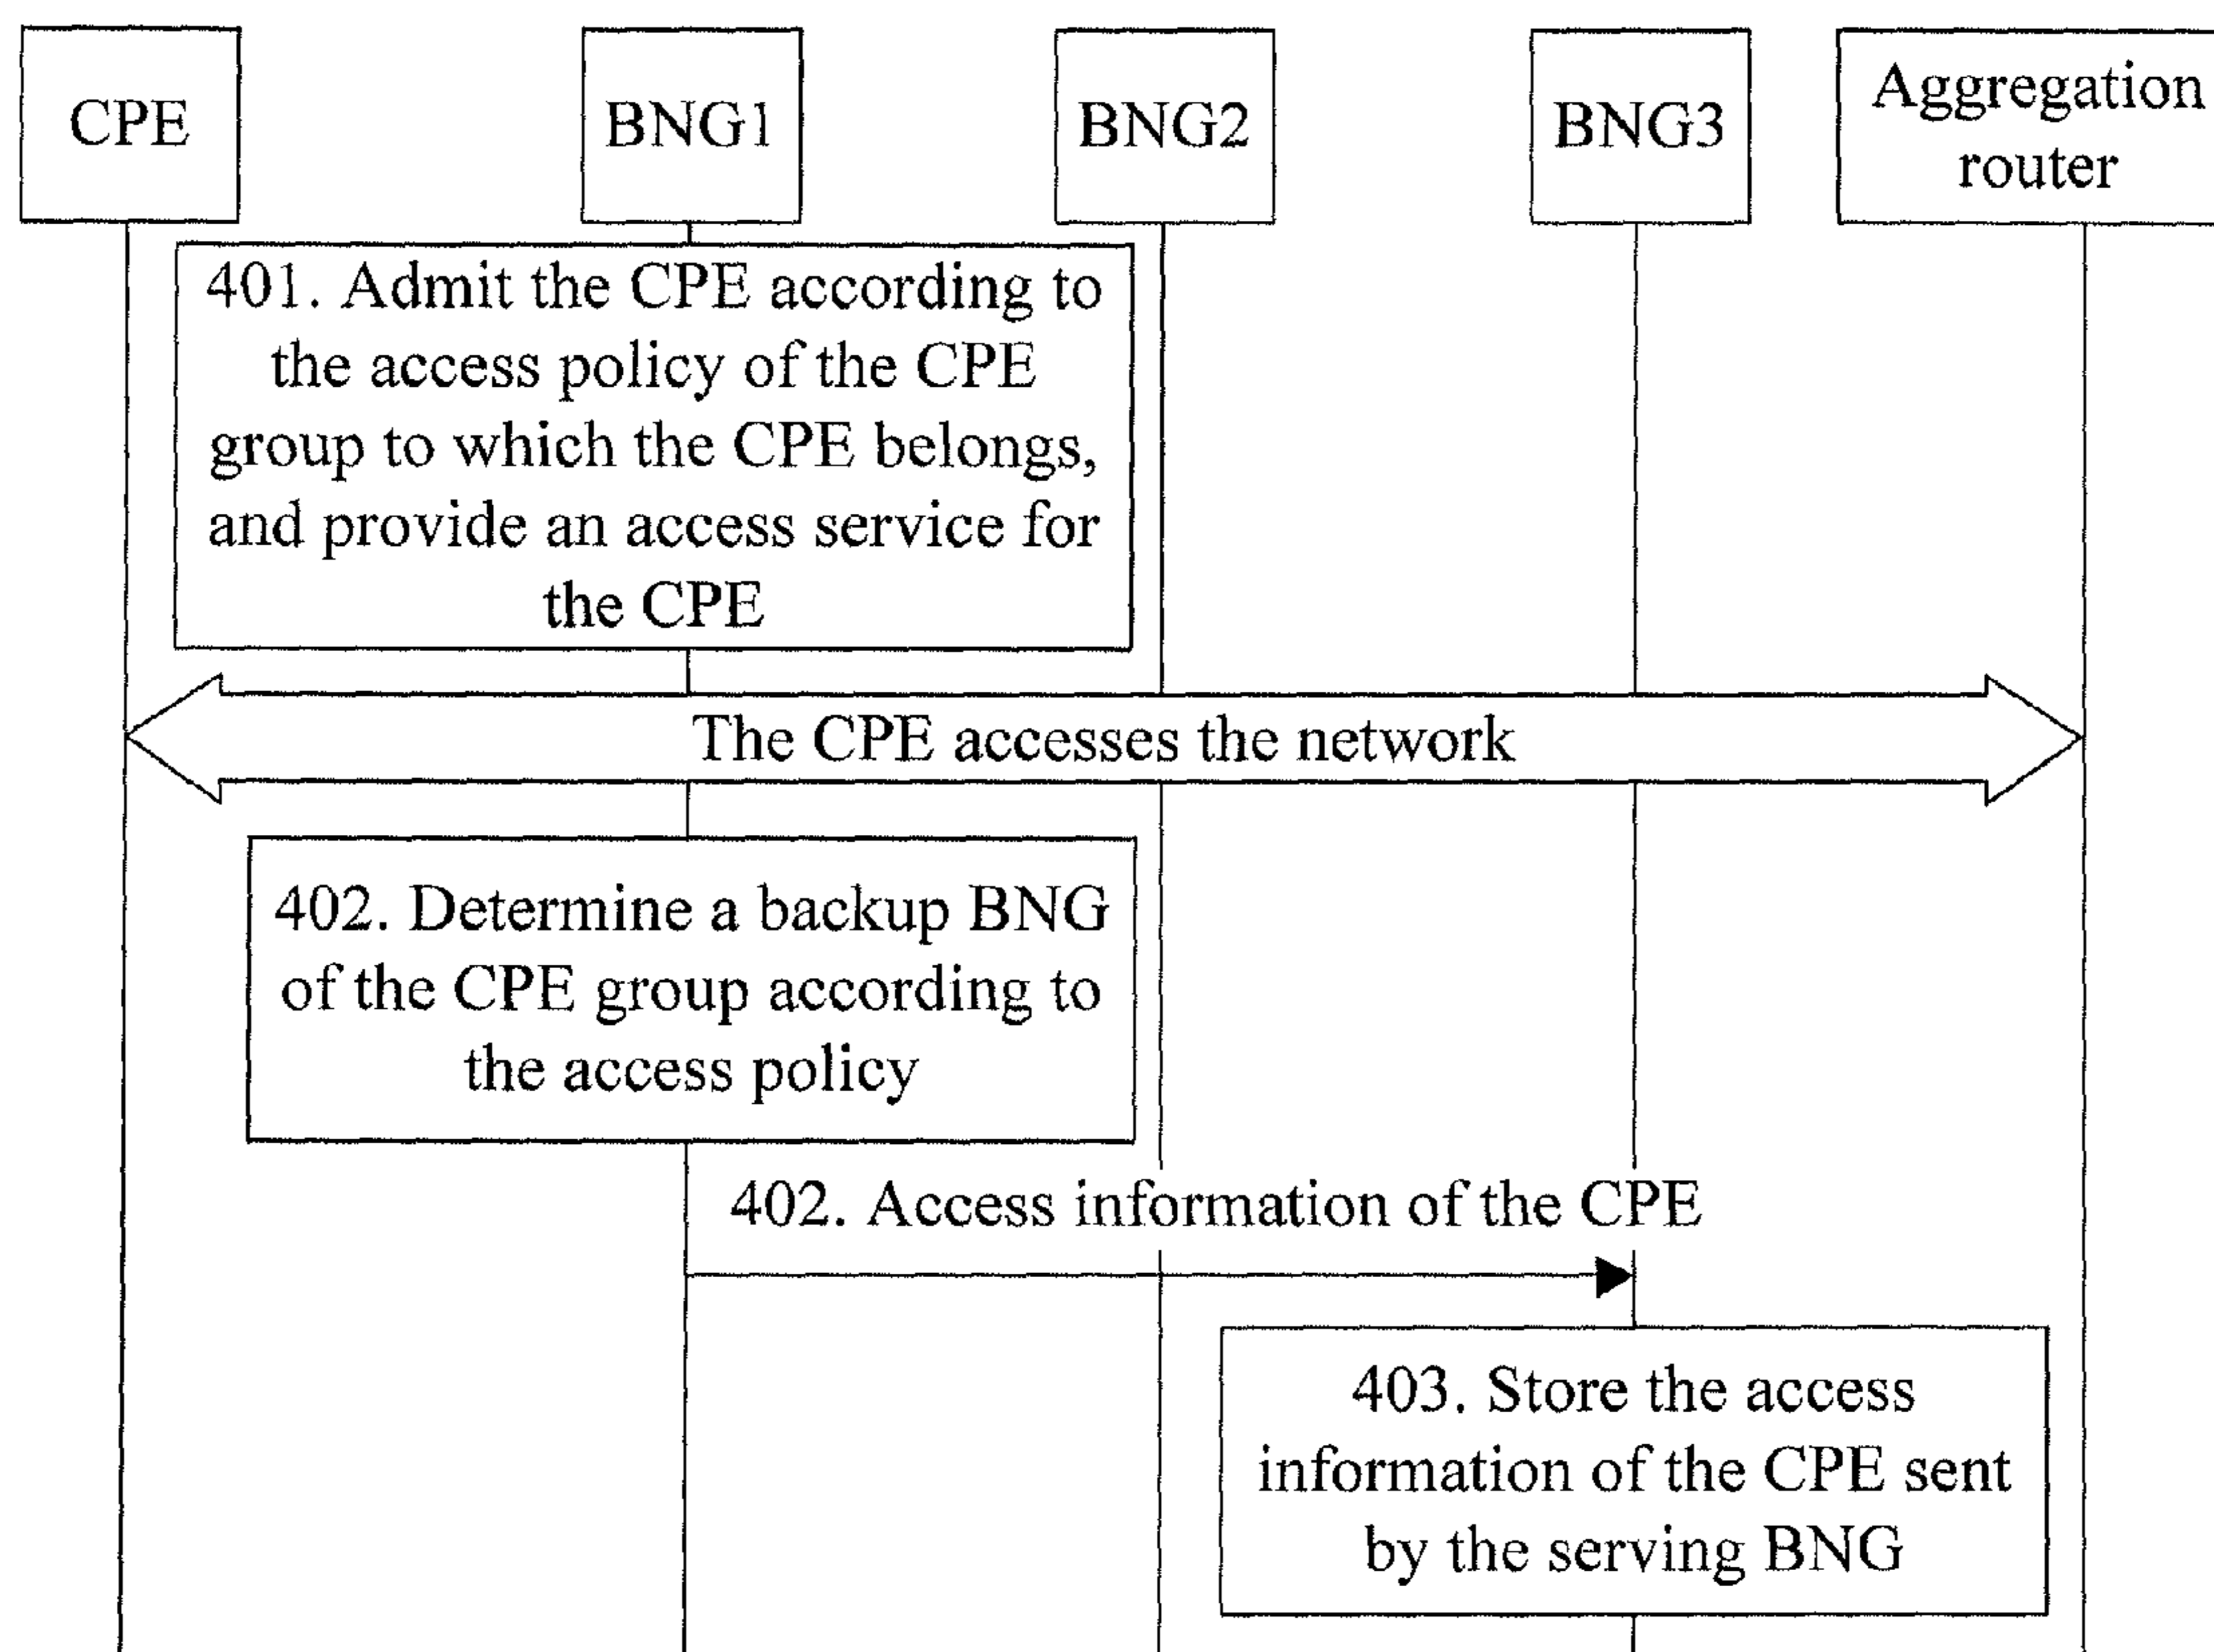 CPE
BNG1
BNG2
BNG3
Aggregation
router
401. Admit the CPE according to
the access policy of the CPE
group to which the CPE belongs,
and provide an access service for
the CPE
The CPE accesses the network
402. Determine a backup BNG
of the CPE group according to
the access policy
402. Access information of the CPE
403. Store the access
information of the CPE sent
by the serving BNG